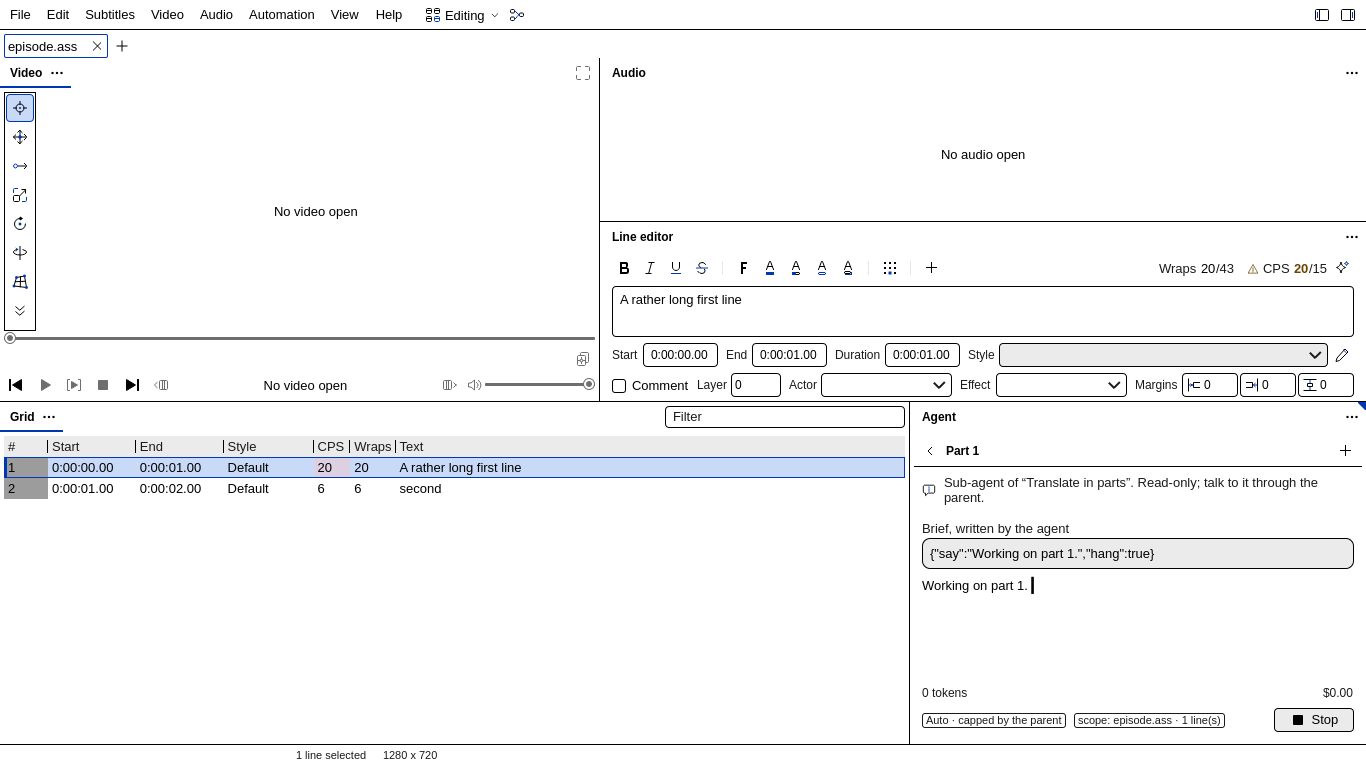 File Edit Subtitles Video Audio Automation View Help Editing
episode.ass
Video
No video open
No video open
Audio
No audio open
Line editor
B I U S F A A A A Wraps 20/43 CPS 20/15
A rather long first line
Start 0:00:00.00 End 0:00:01.00 Duration 0:00:01.00 Style
Comment Layer 0 Actor Effect Margins 0 0 0
Grid Filter
# Start End Style CPS Wraps Text
1 0:00:00.00 0:00:01.00 Default 20 20 A rather long first line
2 0:00:01.00 0:00:02.00 Default 6 6 second
Agent
Part 1
Sub-agent of “Translate in parts”. Read-only; talk to it through the
parent.
Brief, written by the agent
{"say":"Working on part 1.","hang":true}
Working on part 1.
0 tokens $0.00
Auto · capped by the parent scope: episode.ass · 1 line(s) Stop
1 line selected 1280 x 720